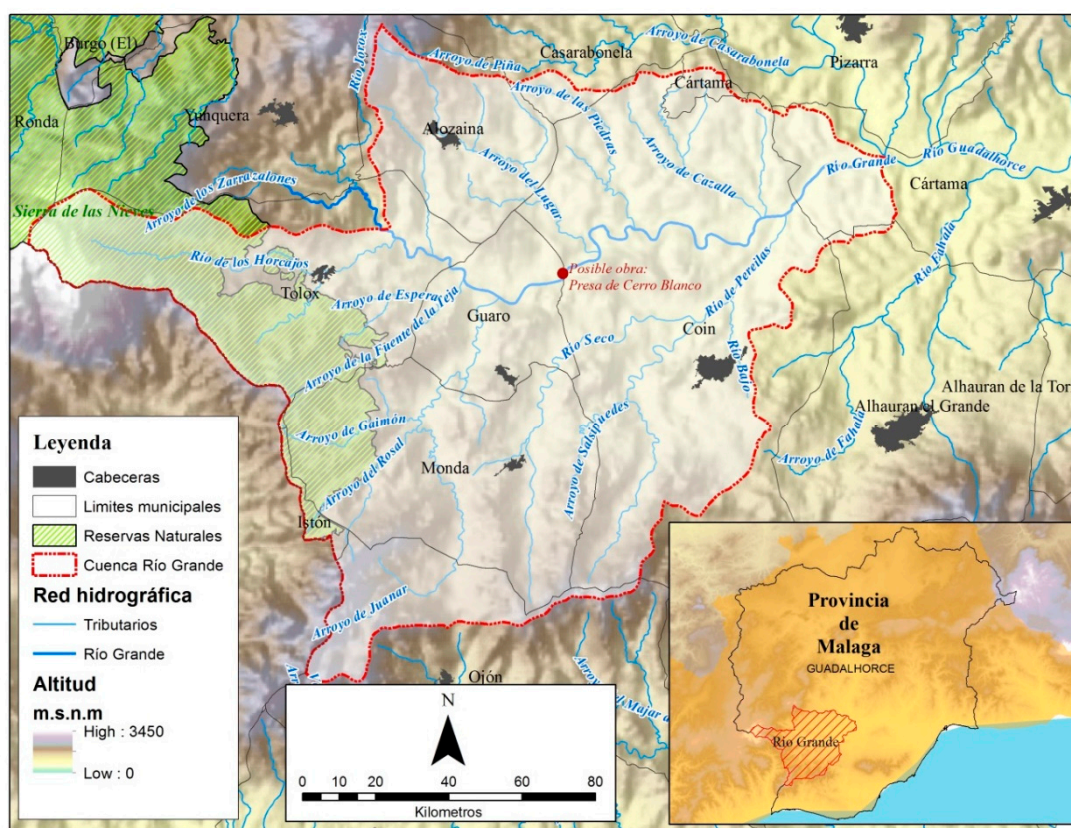 Burgo (El)
Casarabonela
Arroyo de Casarabonela
Pizarra
Río Jorox
Arroyo de Piña
Cártama
Arroyo de las Piedras
Ronda
Yunquera
Alozaina
Arroyo de Cazalla
Río Grande
Río Guadalhorce
Arroyo del Lugar
Arroyo de los Zarrazalones
Cártama
Sierra de las Nieves
Río de los Horcajos
Tolox
Posible obra:
Presa de Cerro Blanco
Río de Pereilas
Río Fahala
Arroyo de Espera
Arroyo de la Fuente de la Teja
Guaro
Río Seco
Coin
Río Bajo
Alhauran de la Tor
Alhauran el Grande
Arroyo de Fahala
Arroyo de Gaimón
Monda
Arroyo de Salsipuedes
Arroyo del Rosal
Istón
Arroyo de Juanar
Ojón
Leyenda
Cabeceras
Limites municipales
Reservas Naturales
Cuenca Río Grande
Red hidrográfica
Tributarios
Río Grande
Altitud
m.s.n.m
High : 3450
Low : 0
N
0 10 20 40 60 80
Kilometros
Provincia
de
Malaga
GUADALHORCE
Río Grande